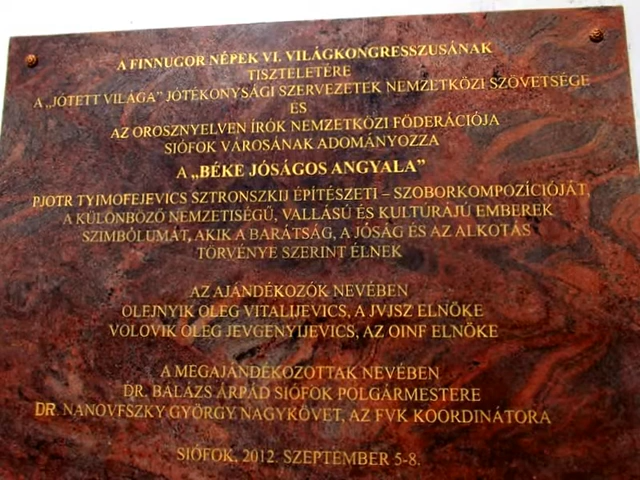 A FINNUGOR NÉPEK VI. VILÁGKONGRESSZUSÁNAK
TISZTELETÉRE
A „JÓTETT VILÁGA” JÓTÉKONYSÁGI SZERVEZETEK NEMZETKÖZI SZÖVETSÉGE
ÉS
AZ OROSZNYELVEN ÍRÓK NEMZETKÖZI FÖDERÁCIÓJA
SIÓFOK VÁROSÁNAK ADOMÁNYOZZA
A „BÉKE JÓSÁGOS ANGYALA”
PJOTR TYIMOFEJEVICS SZTRONSZKIJ ÉPÍTÉSZETI – SZOBORKOMPOZÍCIÓJÁT,
A KÜLÖNBÖZŐ NEMZETISÉGŰ, VALLÁSÚ ÉS KULTÚRÁJÚ EMBEREK
SZIMBÓLUMÁT, AKIK A BARÁTSÁG, A JÓSÁG ÉS AZ ALKOTÁS
TÖRVÉNYE SZERINT ÉLNEK
AZ AJÁNDÉKOZÓK NEVÉBEN
OLEJNYIK OLEG VITALIJEVICS, A JVJSZ ELNÖKE
VOLOVIK OLEG JEVGENYIJEVICS, AZ OINF ELNÖKE
A MEGAJÁNDÉKOZOTTAK NEVÉBEN
DR. BALÁZS ÁRPÁD SIÓFOK POLGÁRMESTERE
DR. NANOVFSZKY GYÖRGY NAGYKÖVET, AZ FVK KOORDINÁTORA
SIÓFOK, 2012. SZEPTEMBER 5-8.